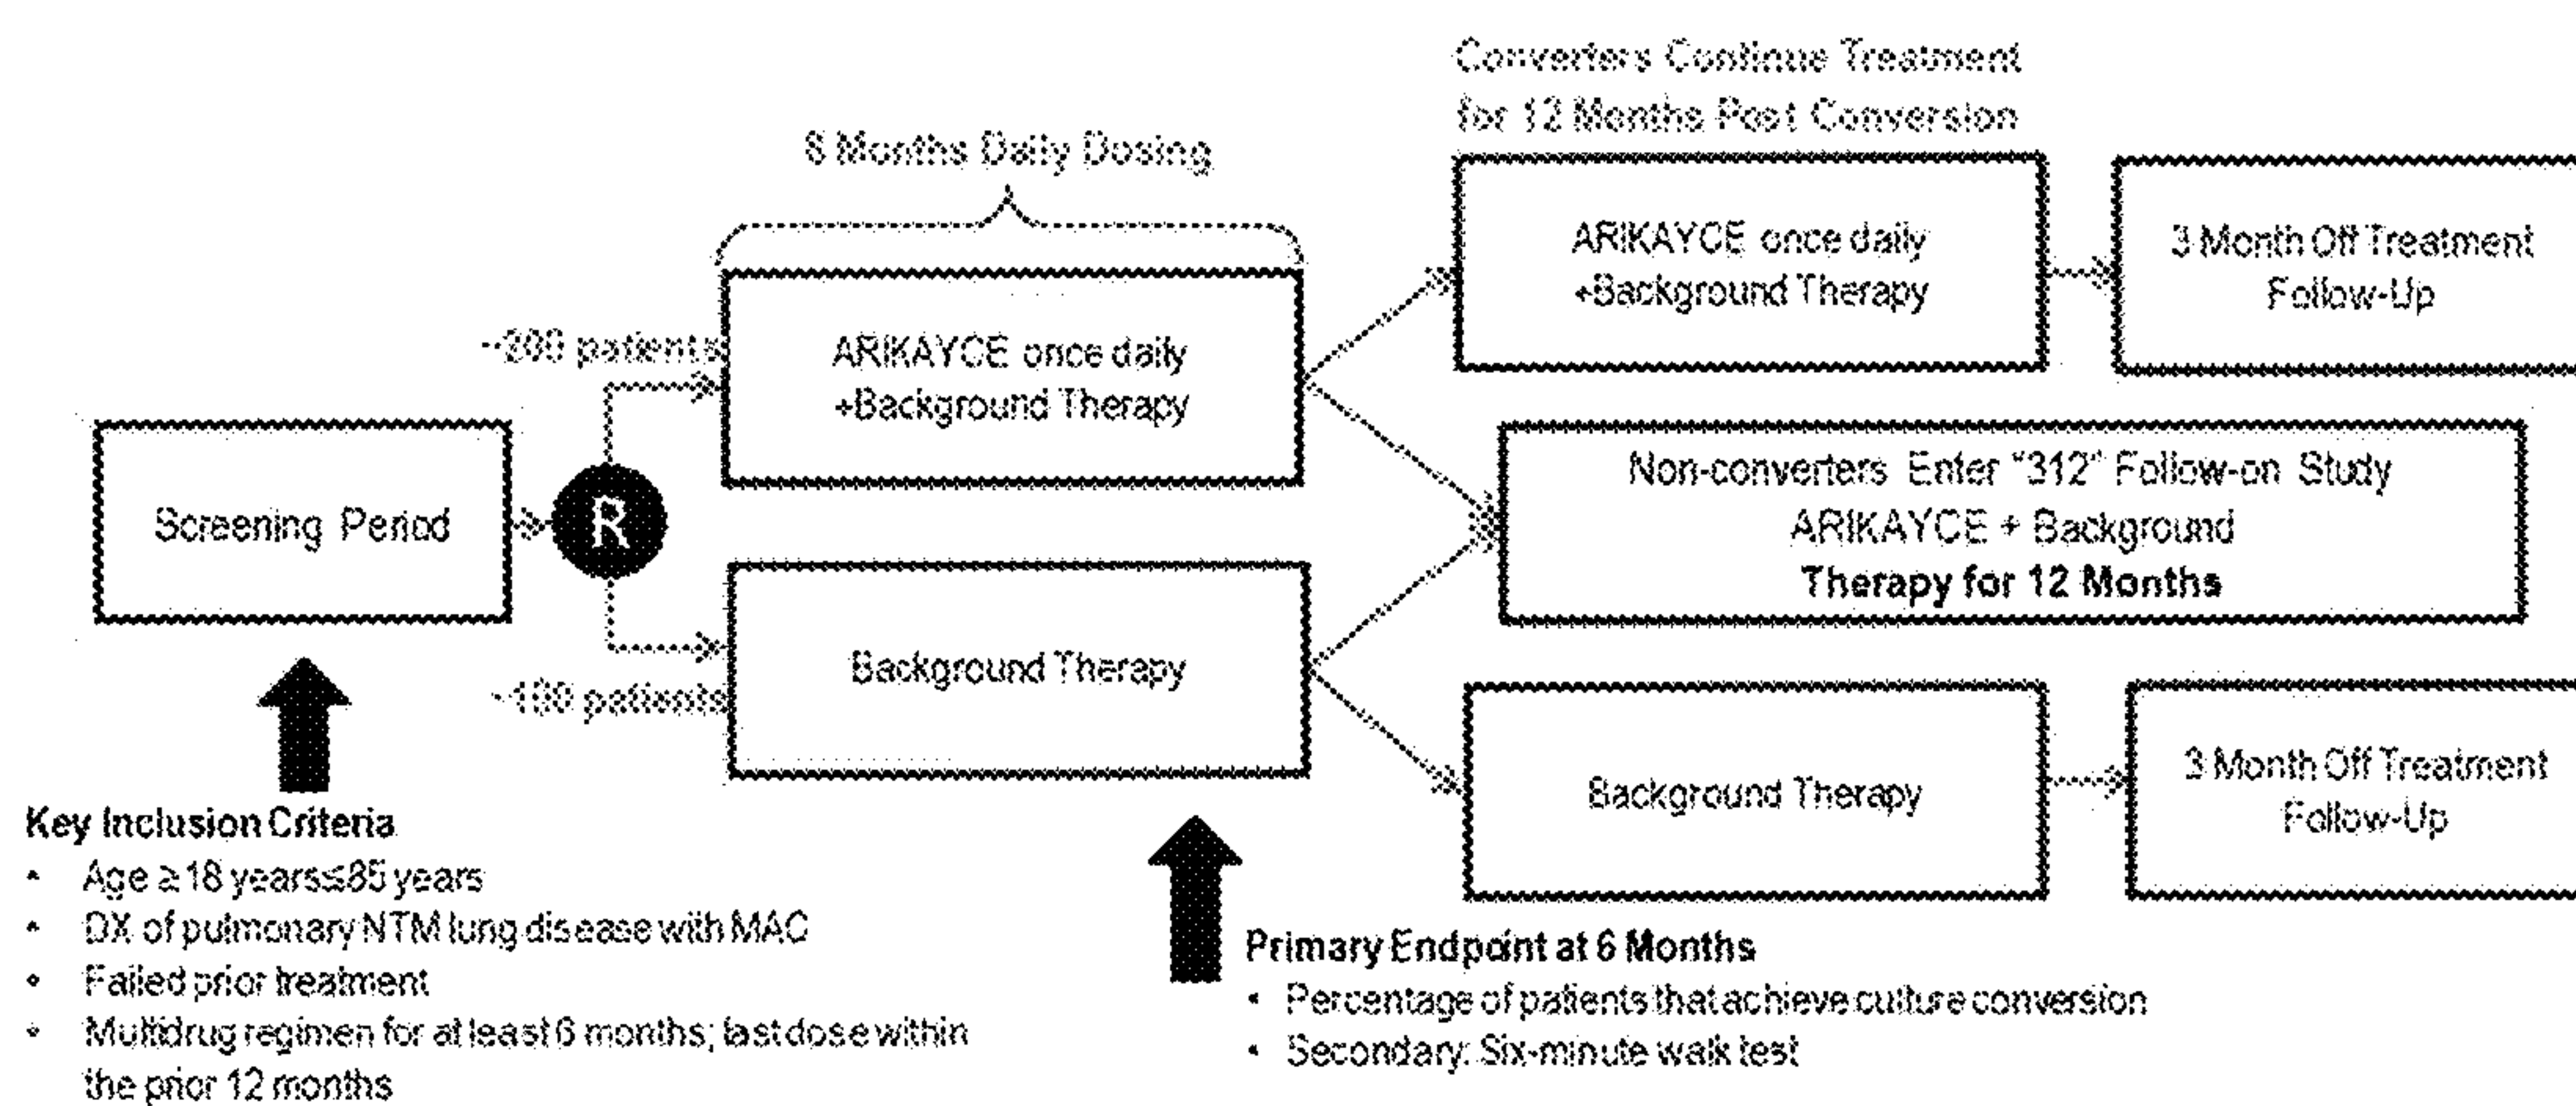 Converters Continue Treatment
for 12 Months Post Conversion
8 Months Daily Dosing
~200 patients
ARIKAYCE once daily
+Background Therapy
ARIKAYCE once daily
+Background Therapy
3 Month Off Treatment
Follow-Up
Screening Period
R
Non-converters Enter "312" Follow-on Study
ARIKAYCE + Background
Therapy for 12 Months
~100 patients
Background Therapy
Background Therapy
3 Month Off Treatment
Follow-Up
Key Inclusion Criteria
• Age ≥18 years≤85 years
• DX of pulmonary NTM lung disease with MAC
• Failed prior treatment
• Multidrug regimen for at least 6 months; last dose within
the prior 12 months
Primary Endpoint at 6 Months
• Percentage of patients that achieve culture conversion
• Secondary: Six-minute walk test